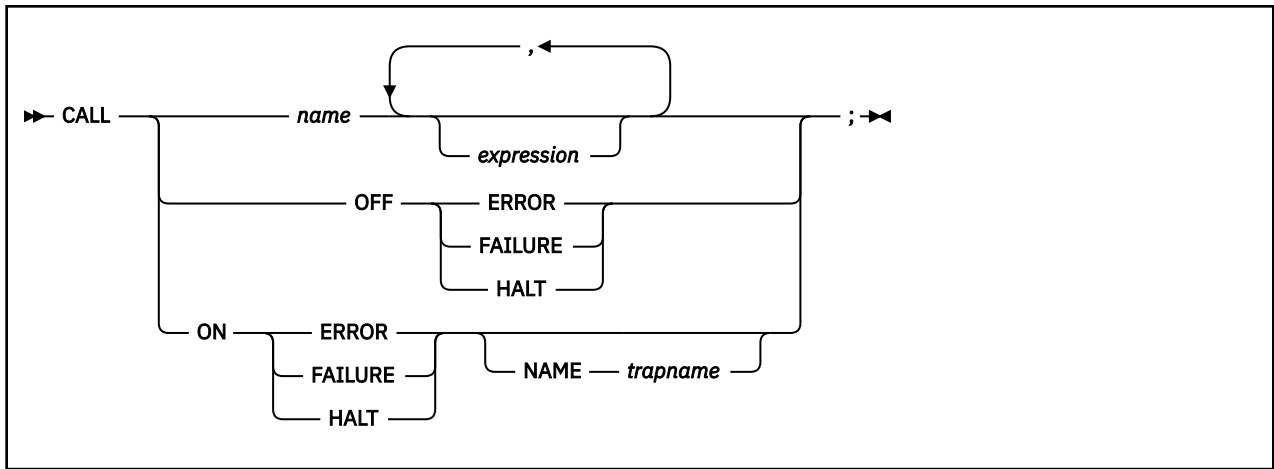 ,
CALL name ;
expression
OFF ERROR
FAILURE
HALT
ON ERROR
FAILURE NAME trapname
HALT